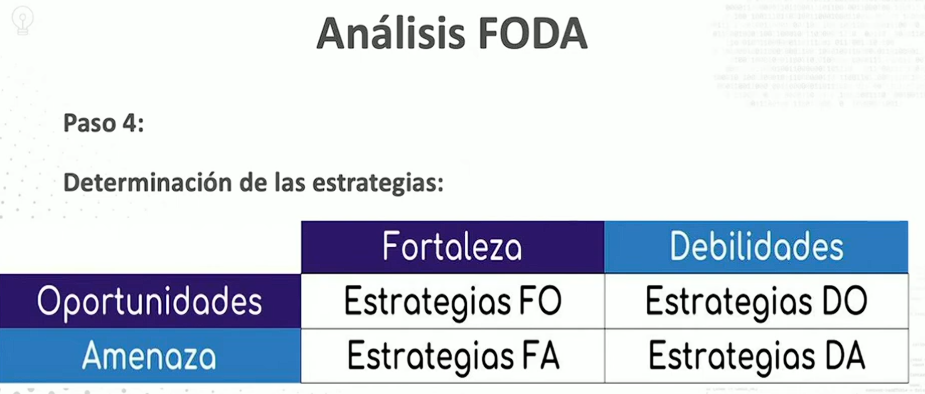 Análisis FODA
Paso 4:
Determinación de las estrategias:
Fortaleza Debilidades
Oportunidades Estrategias FO Estrategias DO
Amenaza Estrategias FA Estrategias DA